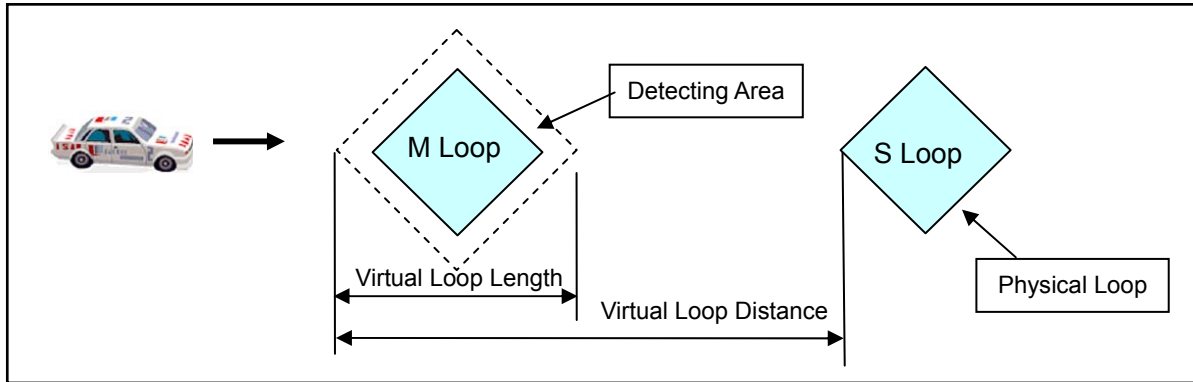 Detecting Area
M Loop
S Loop
Virtual Loop Length
Physical Loop
Virtual Loop Distance